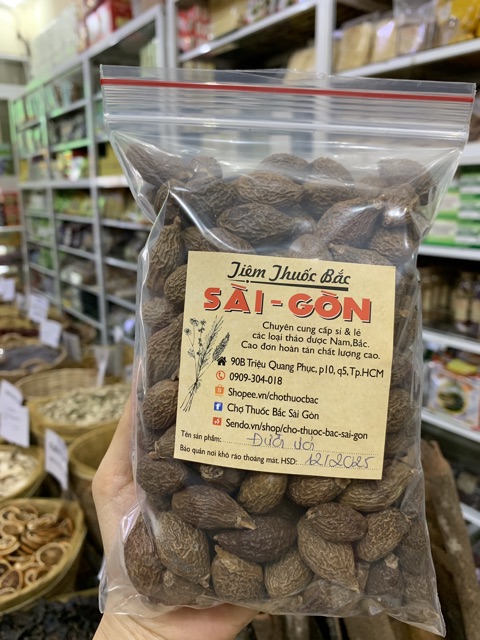 Tiệm Thuốc Bắc
SÀI-GÒN
Chuyên cung cấp sỉ & lẻ
các loại thảo dược Nam,Bắc.
Cao đơn hoàn tán chất lượng cao.
90B Triệu Quang Phục, p10, q5,Tp.HCM
0909-304-018
Shopee.vn/chothuocbac
Chợ Thuốc Bắc Sài Gòn
Sendo.vn/shop/cho-thuoc-bac-sai-gon
Tên sản phẩm: Đười ươi
Bảo quản nơi khô ráo thoáng mát. HSD: 12/2025